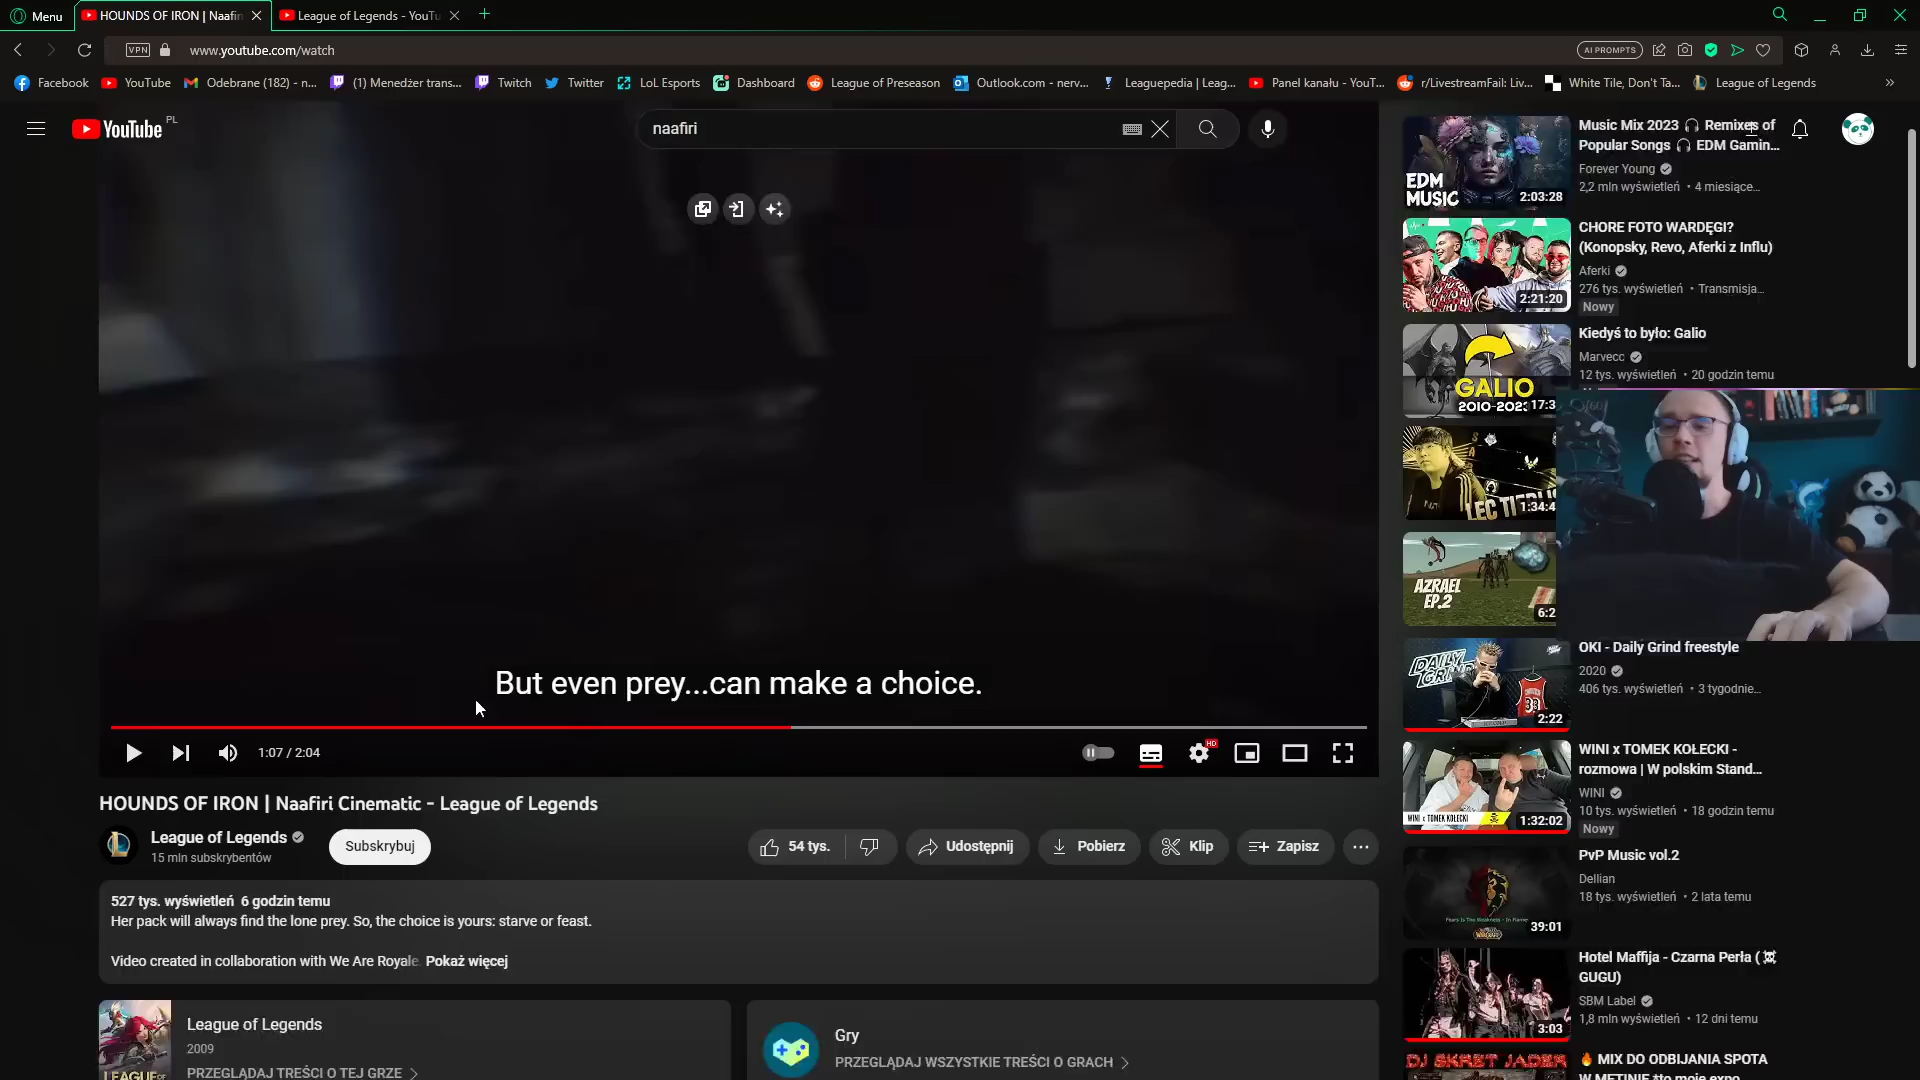 Menu
HOUNDS OF IRON | Naafiri
League of Legends - YouTu
VPN
www.youtube.com/watch
AI PROMPTS
Facebook
YouTube
Odebrane (182) - n...
(1) Menedżer trans...
Twitch
Twitter
LoL Esports
Dashboard
League of Preseason
Outlook.com - nerv...
Leaguepedia | Leag...
Panel kanału - YouT...
r/LivestreamFail: Liv...
White Tile, Don't Ta...
League of Legends
YouTube PL
naafiri
But even prey...can make a choice.
1:07 / 2:04
HD
HOUNDS OF IRON | Naafiri Cinematic - League of Legends
League of Legends
15 mln subskrybentów
Subskrybuj
54 tys.
Udostępnij
Pobierz
Klip
Zapisz
527 tys. wyświetleń 6 godzin temu
Her pack will always find the lone prey. So, the choice is yours: starve or feast.
Video created in collaboration with We Are Royale
Pokaż więcej
League of Legends
2009
PRZEGLĄDAJ TREŚCI O TEJ GRZE
Gry
PRZEGLĄDAJ WSZYSTKIE TREŚCI O GRACH
EDM
MUSIC
2:03:28
Music Mix 2023 🎧 Remixes of
Popular Songs 🎧 EDM Gamin...
Forever Young
2,2 mln wyświetleń • 4 miesiące...
2:21:20
CHORE FOTO WARDĘGI?
(Konopsky, Revo, Aferki z Influ)
Aferki
276 tys. wyświetleń • Transmisja...
Nowy
GALIO
2010-2023
17:3
Kiedyś to było: Galio
Marvecc
12 tys. wyświetleń • 20 godzin temu
LEC TI
1:34:4
AZRAEL
EP.2
6:2
DAILY
GRIND
33
2:22
OKI - Daily Grind freestyle
2020
406 tys. wyświetleń • 3 tygodnie...
WINI x TOMEK KOŁECKI
1:32:02
WINI x TOMEK KOŁECKI -
rozmowa | W polskim Stand...
WINI
10 tys. wyświetleń • 18 godzin temu
Nowy
39:01
PvP Music vol.2
Dellian
18 tys. wyświetleń • 2 lata temu
3:03
Hotel Maffija - Czarna Perła (☠
GUGU)
SBM Label
1,8 mln wyświetleń • 12 dni temu
DJ SKRET JADER
🔥 MIX DO ODBIJANIA SPOTA
W METINIE *to moje expo